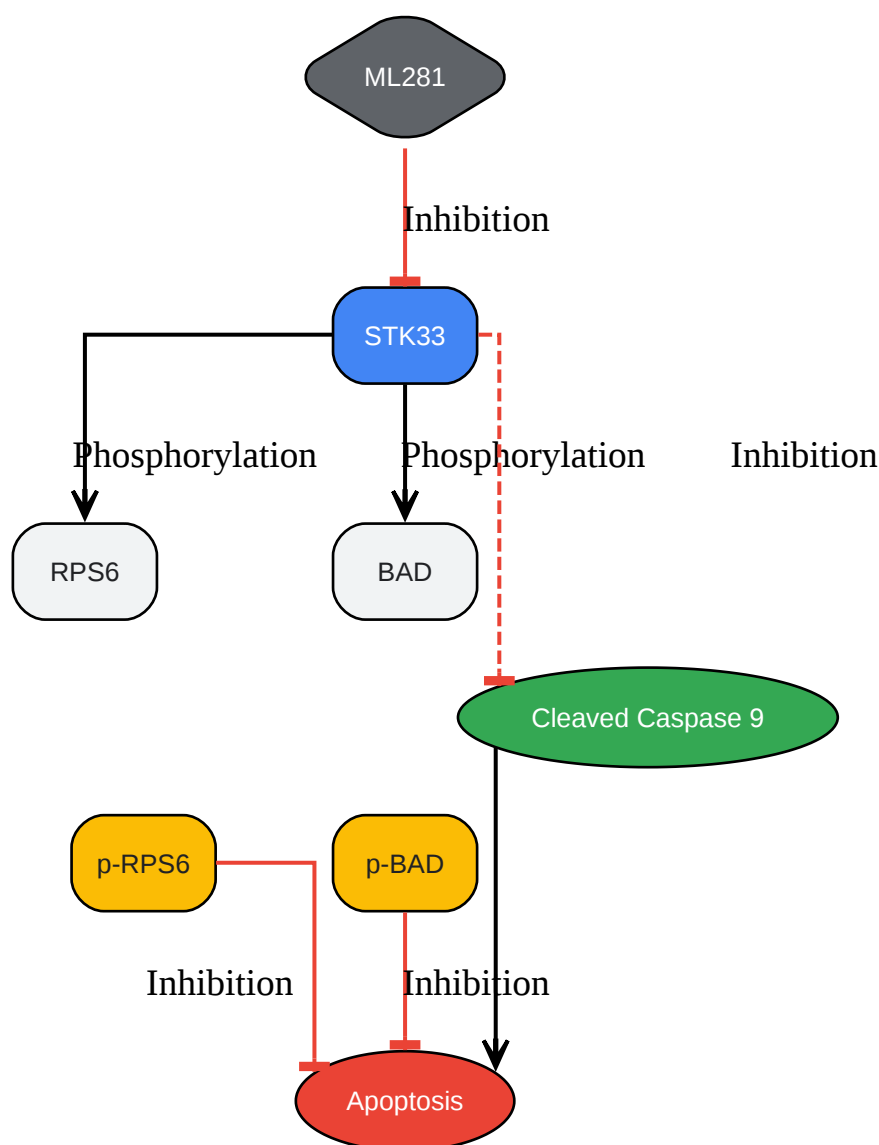 ML281
Inhibition
STK33
Phosphorylation
Phosphorylation
Inhibition
RPS6
BAD
Cleaved Caspase 9
p-RPS6
p-BAD
Inhibition
Inhibition
Apoptosis